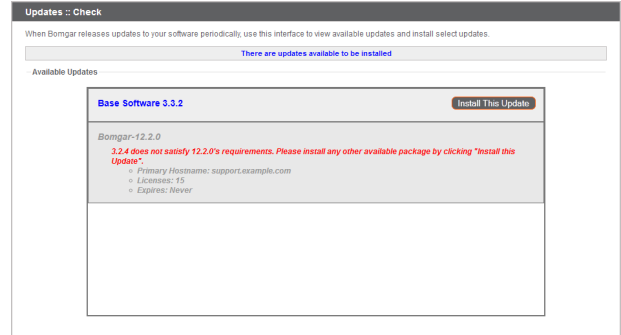 Updates :: Check
When Bomgar releases updates to your software periodically, use this interface to view available updates and install select updates.
There are updates available to be installed
Available Updates
Base Software 3.3.2
Install This Update
Bomgar-12.2.0
3.2.4 does not satisfy 12.2.0's requirements. Please install any other available package by clicking "Install this
Update".
Primary Hostname: support.example.com
Licenses: 15
Expires: Never